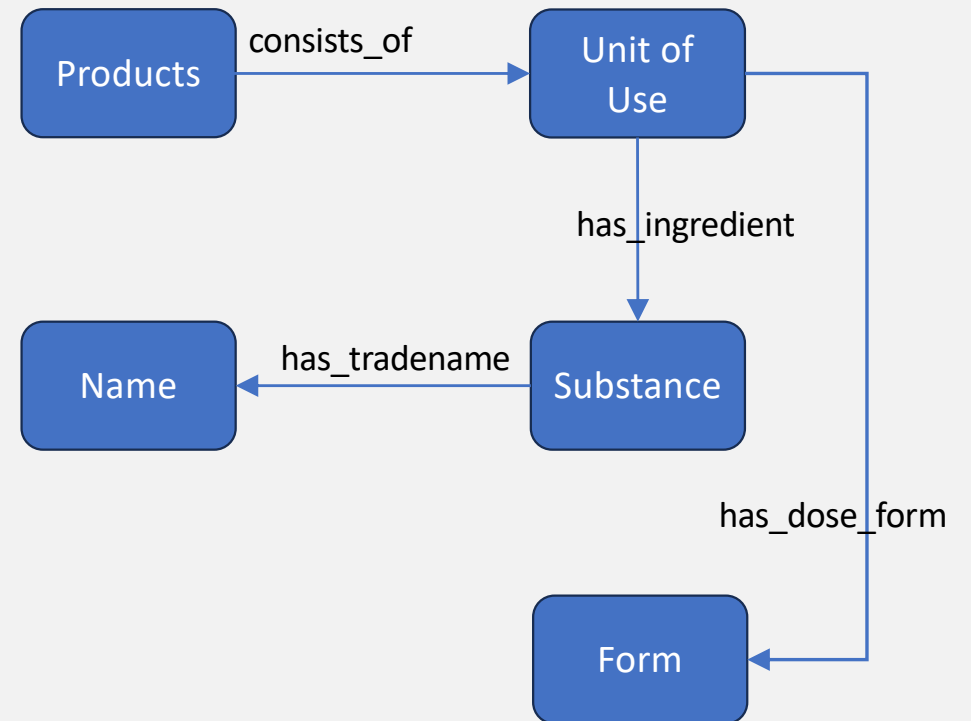 Products
consists_of
Unit of
Use
has_ingredient
Name
has_tradename
Substance
has_dose_form
Form